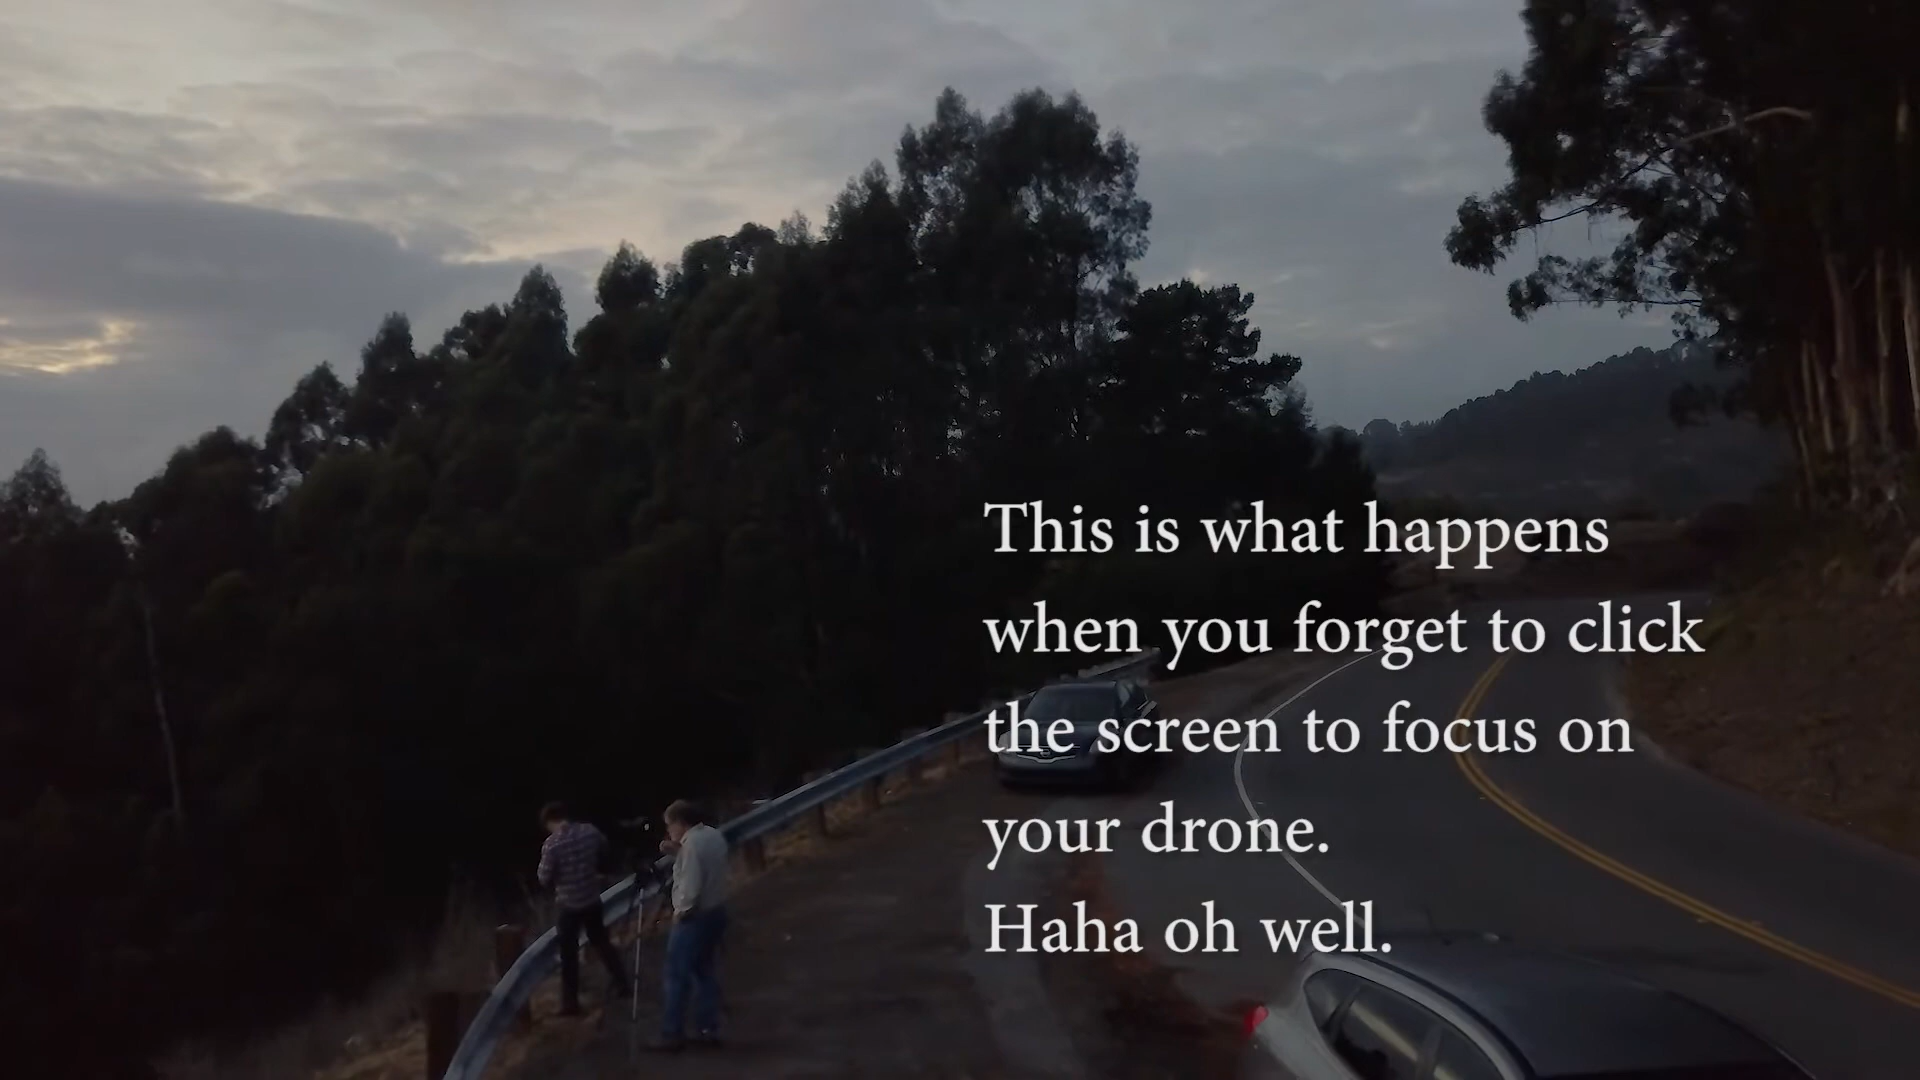 This is what happens
when you forget to click
the screen to focus on
your drone.
Haha oh well.